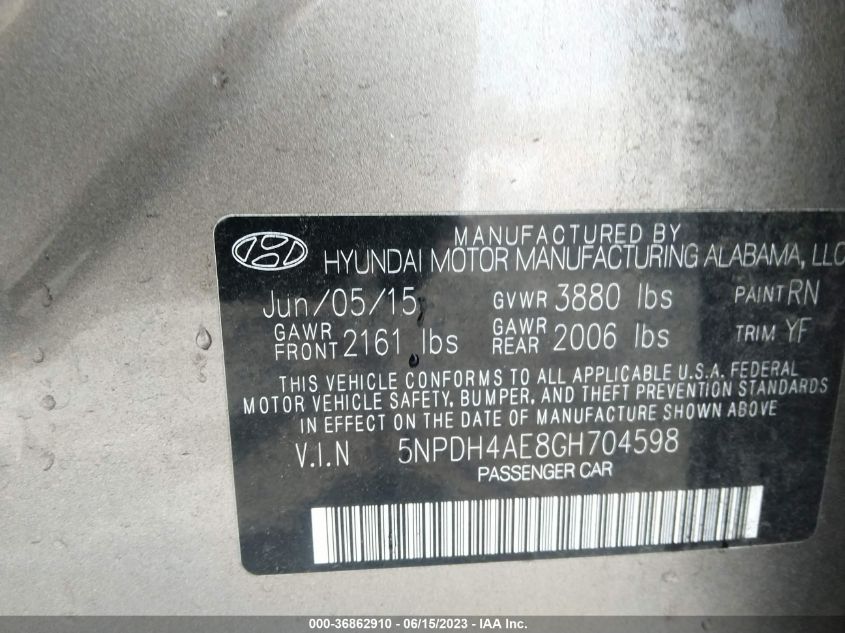 MANUFACTURED BY
HYUNDAI MOTOR MANUFACTURING ALABAMA, LLC
Jun/05/15 GVWR 3880 lbs PAINT RN
GAWR FRONT 2161 lbs GAWR REAR 2006 lbs TRIM YF
THIS VEHICLE CONFORMS TO ALL APPLICABLE U.S.A. FEDERAL
MOTOR VEHICLE SAFETY, BUMPER, AND THEFT PREVENTION STANDARDS
IN EFFECT ON THE DATE OF MANUFACTURE SHOWN ABOVE
V.I.N 5NPDH4AE8GH704598
PASSENGER CAR
000-36862910 - 06/15/2023 - IAA Inc.